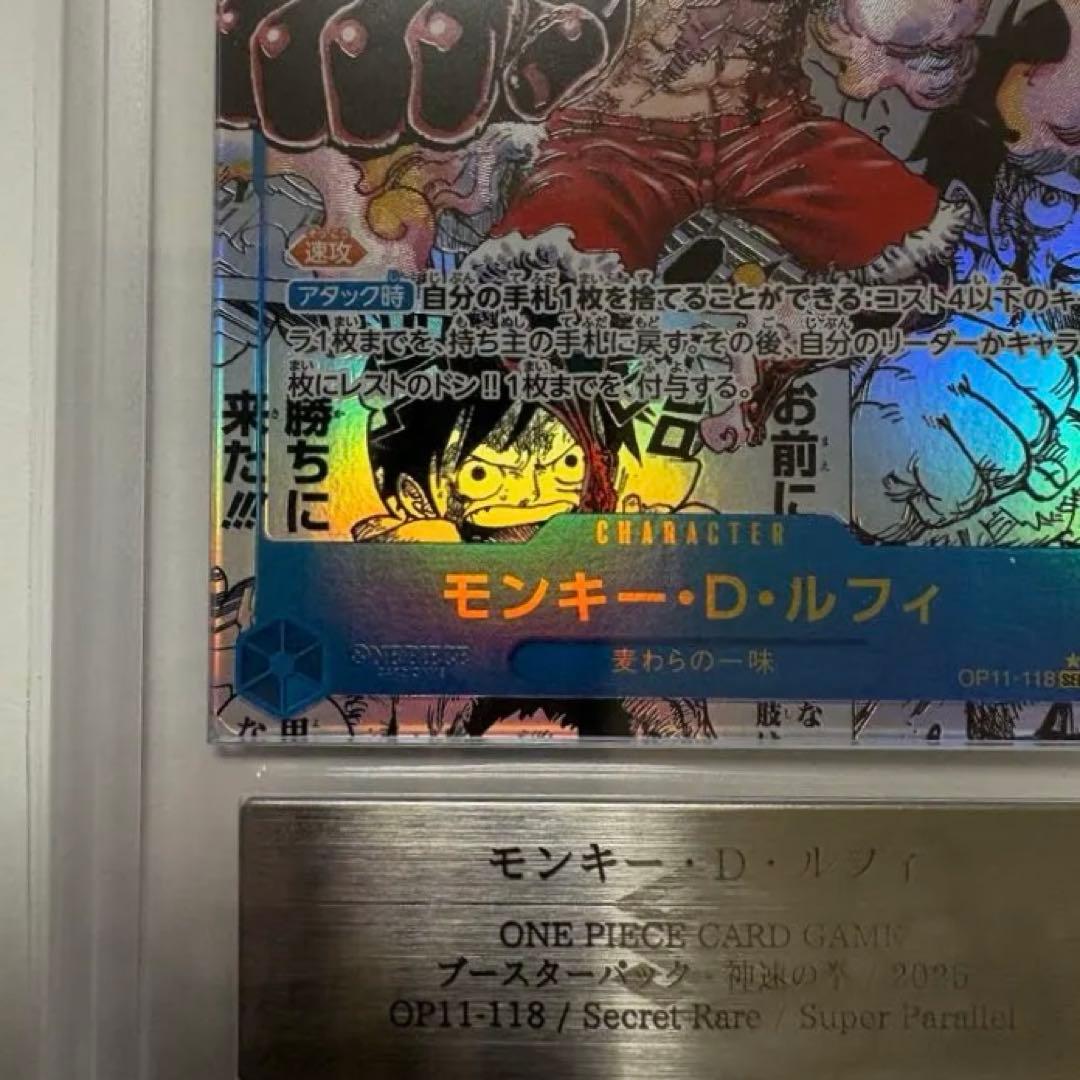 速攻
アタック時 自分の手札1枚を捨てることができる:コスト4以下のキ
ラ1枚までを、持ち主の手札に戻す。その後、自分のリーダーかキャラ
枚にレストのドン!!1枚までを、付与する。
勝ちに
来た!!!
お前に
CHARACTER
モンキー・D・ルフィ
麦わらの一味
OP11-118
な
モンキー・D・ルフィ
ONE PIECE CARD GAME
ブースターパック - 神速の拳 / 2025
OP11-118 / Secret Rare / Super Parallel